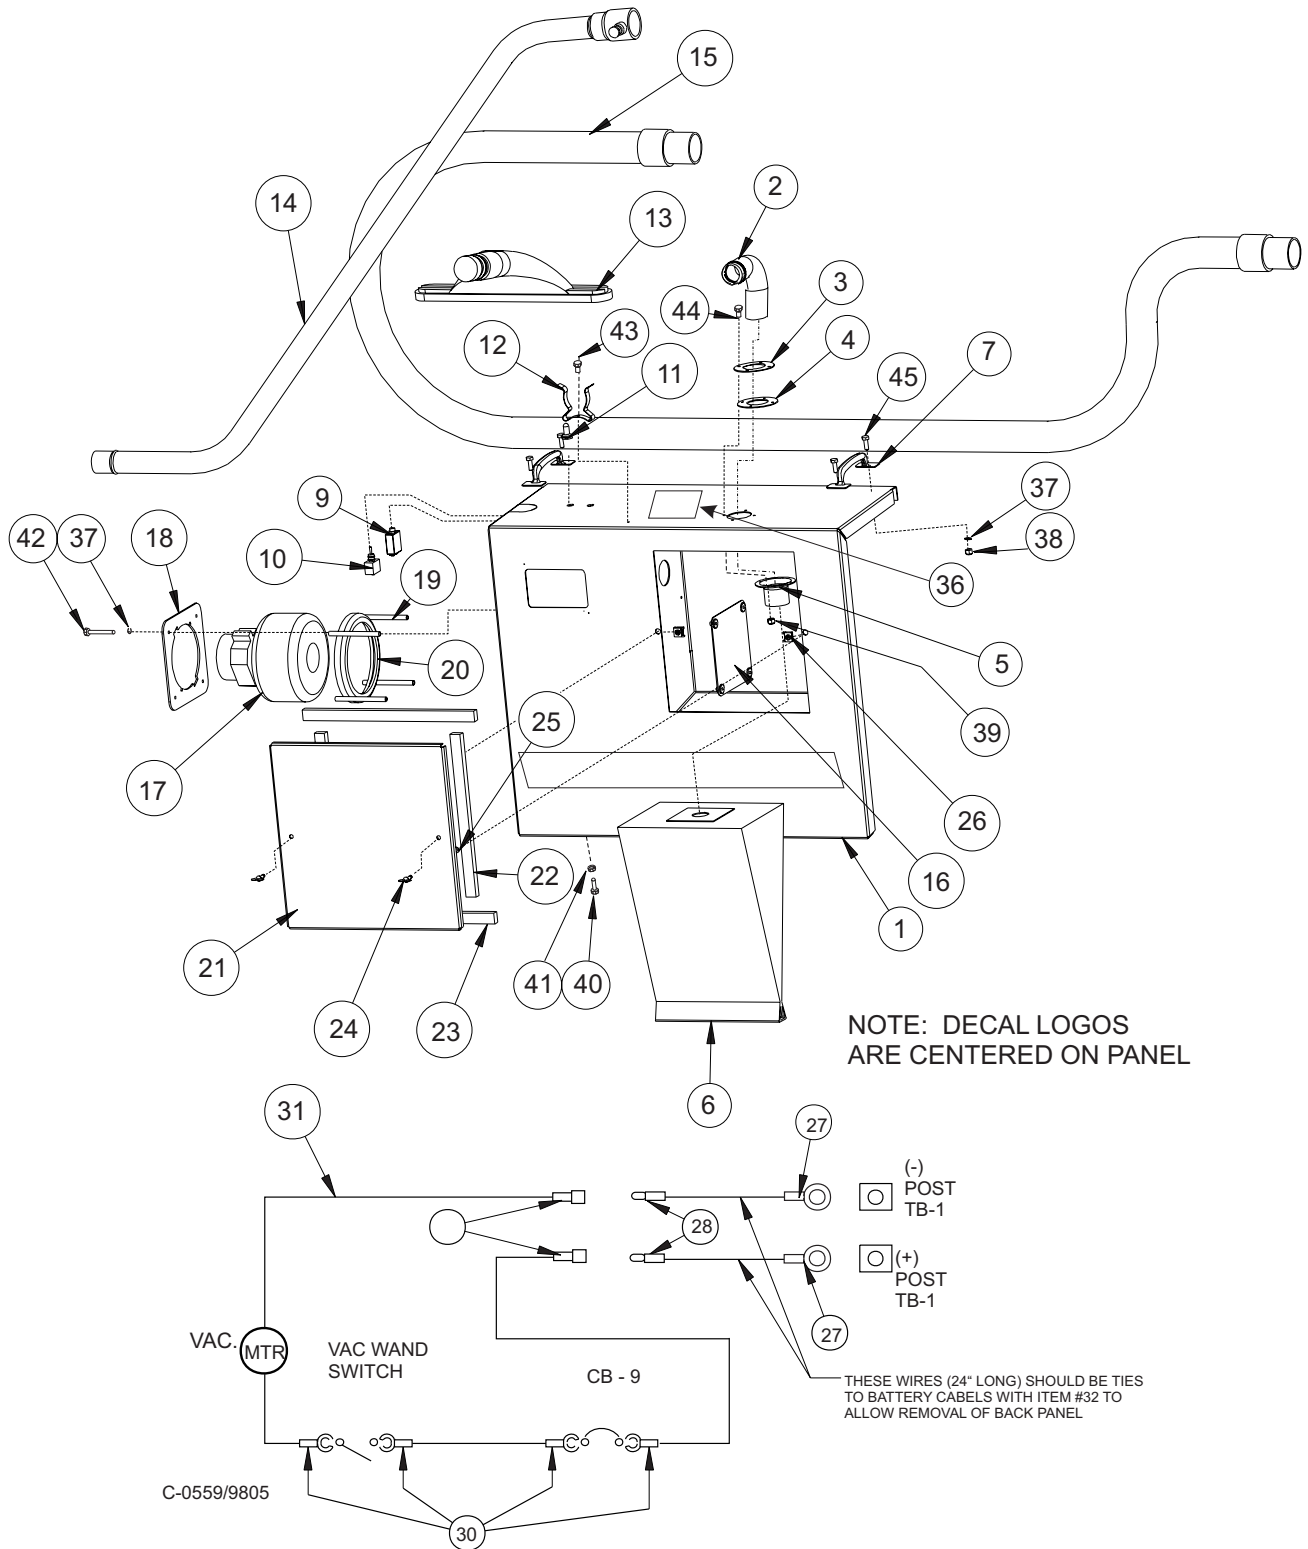 15
2
14
13
3
44
43
4
12
7
11
45
9
37
42
37
18
38
10
19
36
20
5
25
39
17
26
22
16
1
21
41
40
24
23
NOTE: DECAL LOGOS
ARE CENTERED ON PANEL
6
31
27
(-)
POST
TB-1
28
(+)
POST
TB-1
27
VAC.
MTR
VAC WAND
SWITCH
CB - 9
THESE WIRES (24" LONG) SHOULD BE TIES
TO BATTERY CABELS WITH ITEM #32 TO
ALLOW REMOVAL OF BACK PANEL
C-0559/9805
30